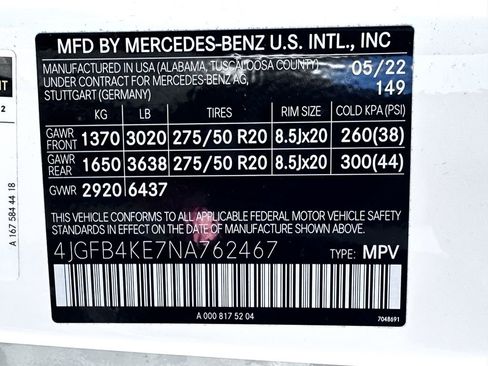 MFD BY MERCEDES-BENZ U.S. INTL., INC
MANUFACTURED IN USA (ALABAMA, TUSCALOOSA COUNTY) 05/22
UNDER CONTRACT FOR MERCEDES-BENZ AG, 149
STUTTGART (GERMANY)
KG LB TIRES RIM SIZE COLD KPA (PSI)
GAWR FRONT 1370 3020 275/50 R20 8.5Jx20 260(38)
GAWR REAR 1650 3638 275/50 R20 8.5Jx20 300(44)
GVWR 2920 6437
THIS VEHICLE CONFORMS TO ALL APPLICABLE FEDERAL MOTOR VEHICLE SAFETY
STANDARDS IN EFFECT ON THE DATE OF MANUFACTURE SHOWN ABOVE.
4JGFB4KE7NA762467 TYPE: MPV
A 000 817 52 04
7048691
A 167 584 44 18
2